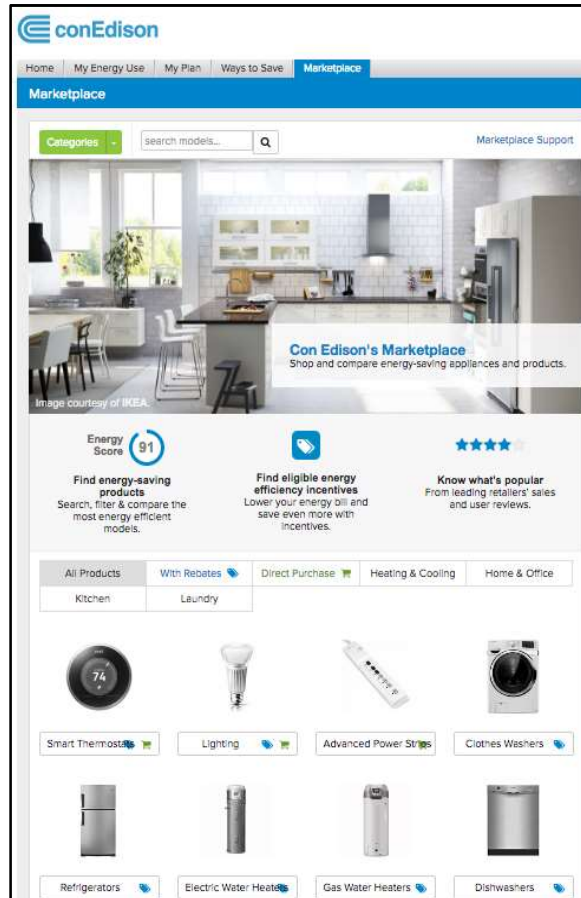 conEdison
Home My Energy Use My Plan Ways to Save Marketplace
Marketplace
Categories search models... Marketplace Support
Con Edison's Marketplace
Shop and compare energy-saving appliances and products.
Image courtesy of IKEA.
Energy Score 91
Find energy-saving
products
Search, filter & compare the
most energy efficient
models.
Find eligible energy
efficiency incentives
Lower your energy bill and
save even more with
incentives.
Know what's popular
From leading retailers' sales
and user reviews.
All Products With Rebates Direct Purchase Heating & Cooling Home & Office
Kitchen Laundry
74
Smart Thermostats Lighting Advanced Power Strips Clothes Washers
Refrigerators Electric Water Heaters Gas Water Heaters Dishwashers